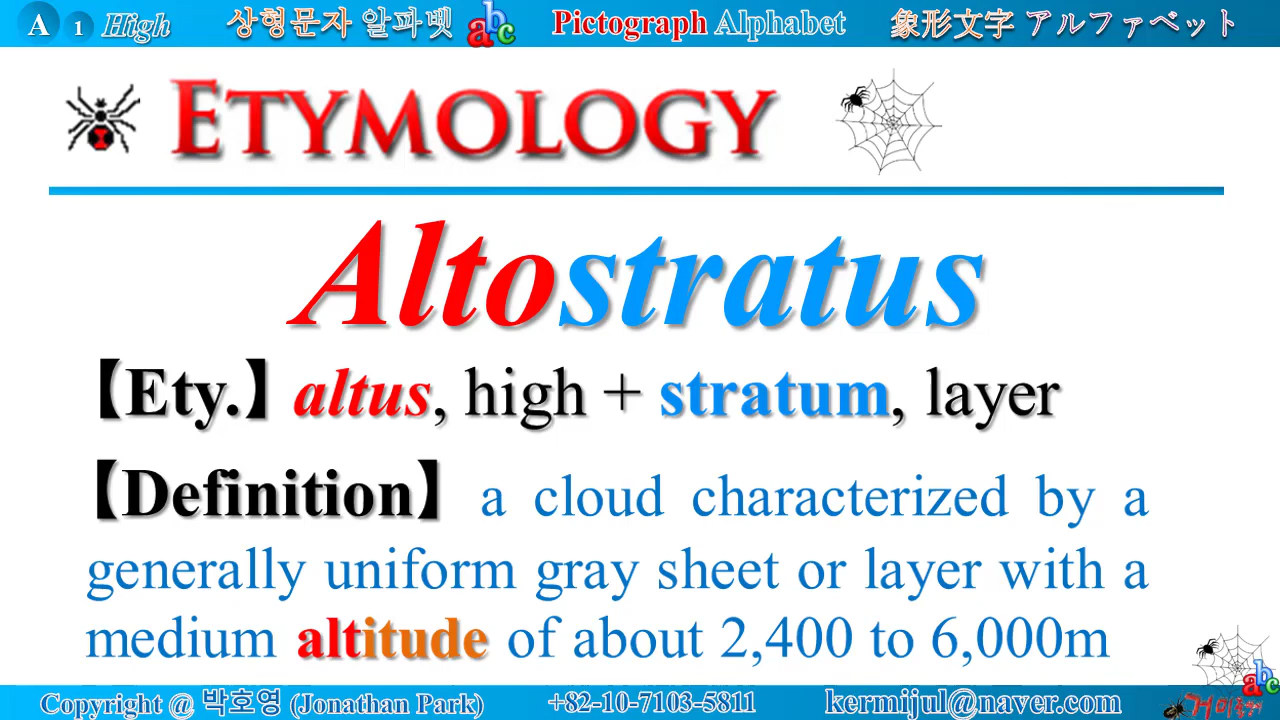 A 1 High 상형문자 알파벳 abc Pictograph Alphabet 象形文字 アルファベット
ETYMOLOGY
Altostratus
【Ety.】altus, high + stratum, layer
【Definition】 a cloud characterized by a
generally uniform gray sheet or layer with a
medium altitude of about 2,400 to 6,000m
abc
Copyright @ 박호영 (Jonathan Park) +82-10-7103-5811 kermijul@naver.com